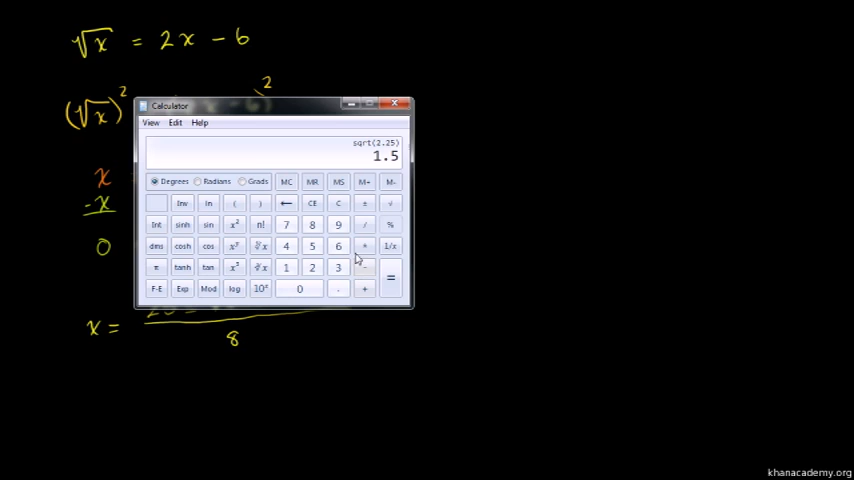 √x = 2x - 6
(√x)² x - 6)²
Calculator
View Edit Help
sqrt(2.25)
1.5
Degrees Radians Grads MC MR MS M+ M-
Inv ln ( ) ← CE C ± √
Int sinh sin x² n! 7 8 9 / %
dms cosh cos xʸ ʸ√x 4 5 6 * 1/x
π tanh tan x³ ³√x 1 2 3 - =
F-E Exp Mod log 10ˣ 0 . +
x
-x
0
x =
8
khanacademy.org